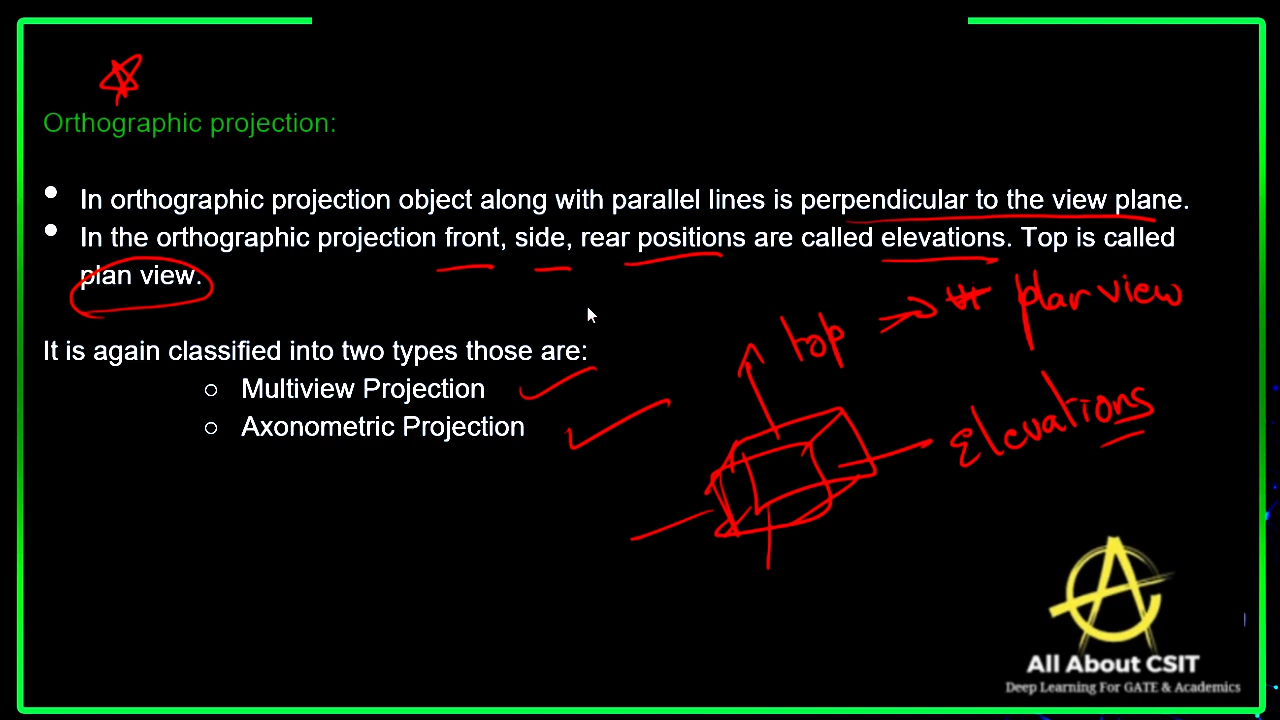 Orthographic projection:
• In orthographic projection object along with parallel lines is perpendicular to the view plane.
• In the orthographic projection front, side, rear positions are called elevations. Top is called
plan view.
top → plan view
It is again classified into two types those are:
○ Multiview Projection
○ Axonometric Projection
elevations
All About CSIT
Deep Learning For GATE & Academics